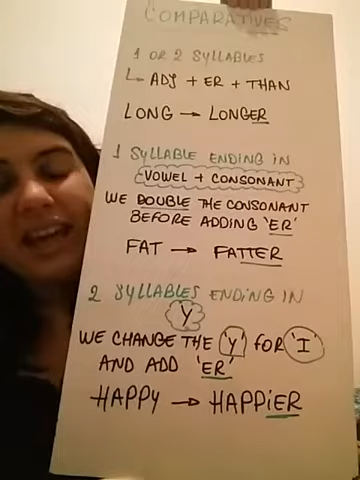 COMPARATIVES
1 OR 2 SYLLABLES
ADJ + ER + THAN
LONG → LONGER
1 SYLLABLE ENDING IN
VOWEL + CONSONANT
WE DOUBLE THE CONSONANT
BEFORE ADDING 'ER'
FAT → FATTER
2 SYLLABLES ENDING IN
Y
WE CHANGE THE 'Y' FOR 'I'
AND ADD 'ER'
HAPPY → HAPPiER